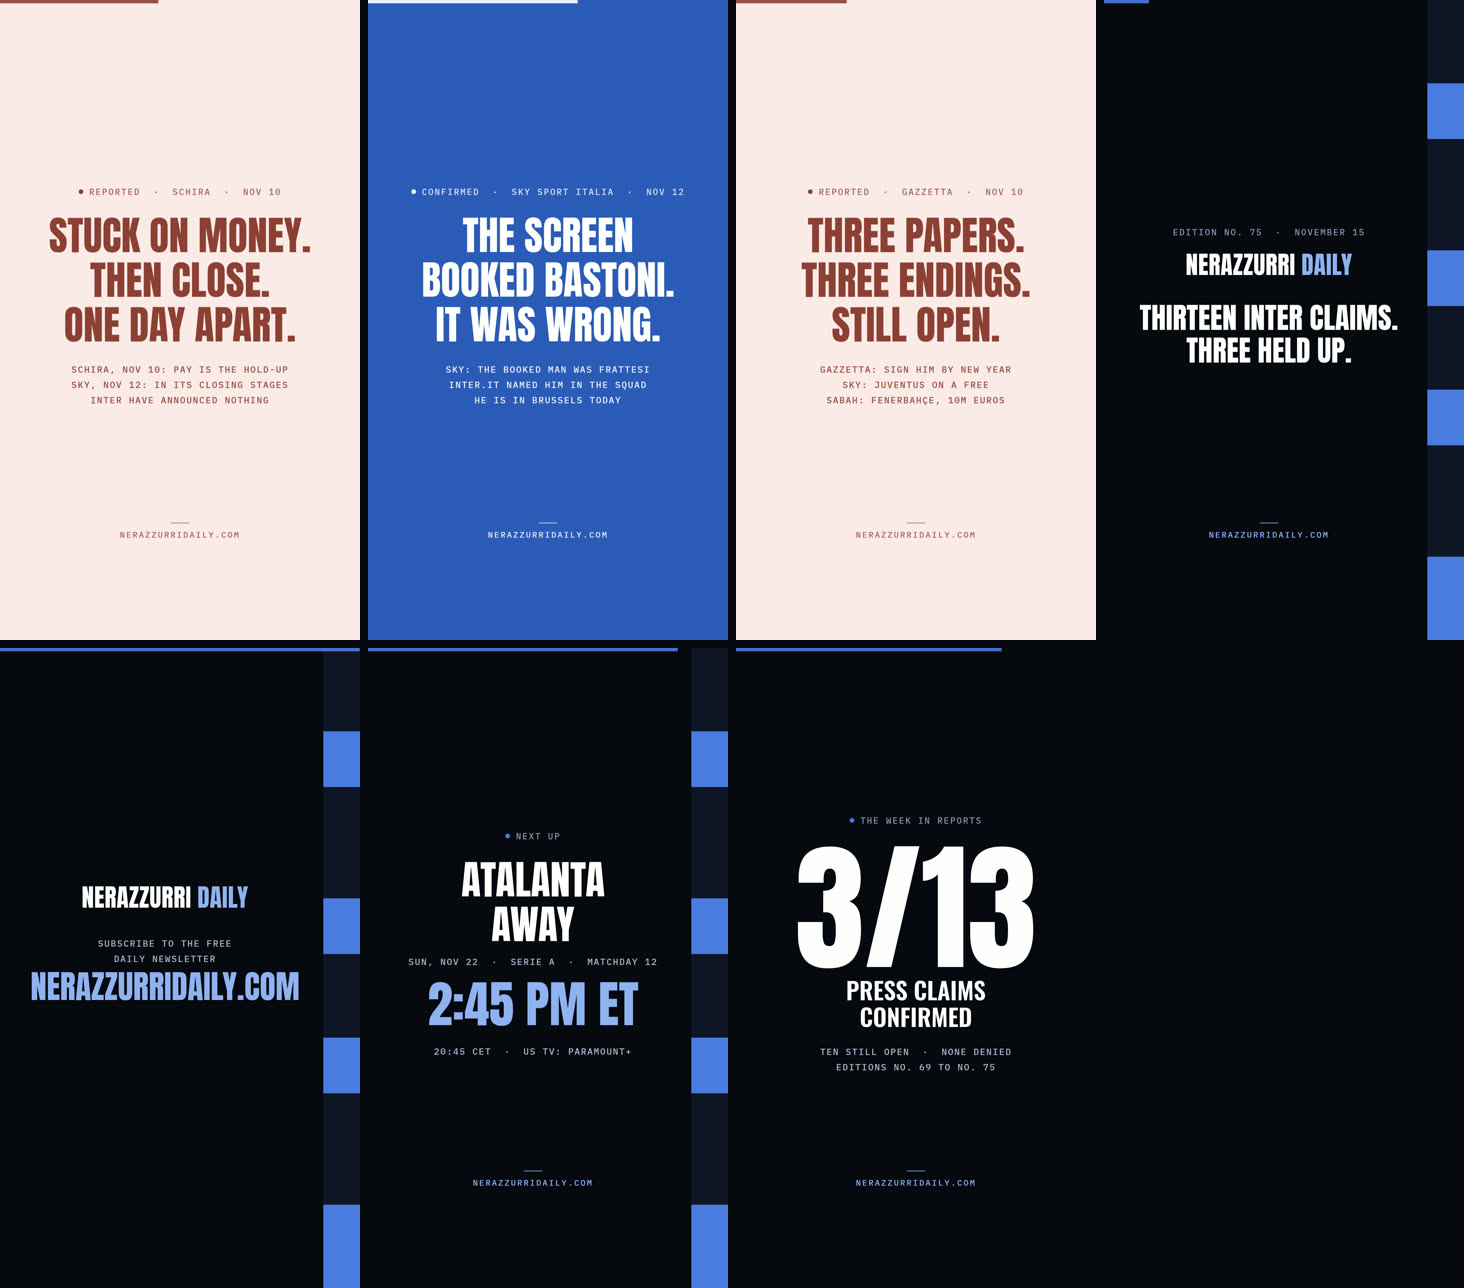 REPORTED · SCHIRA · NOV 10
STUCK ON MONEY.
THEN CLOSE.
ONE DAY APART.
SCHIRA, NOV 10: PAY IS THE HOLD-UP
SKY, NOV 12: IN ITS CLOSING STAGES
INTER HAVE ANNOUNCED NOTHING
NERAZZURRIDAILY.COM
CONFIRMED · SKY SPORT ITALIA · NOV 12
THE SCREEN
BOOKED BASTONI.
IT WAS WRONG.
SKY: THE BOOKED MAN WAS FRATTESI
INTER.IT NAMED HIM IN THE SQUAD
HE IS IN BRUSSELS TODAY
NERAZZURRIDAILY.COM
REPORTED · GAZZETTA · NOV 10
THREE PAPERS.
THREE ENDINGS.
STILL OPEN.
GAZZETTA: SIGN HIM BY NEW YEAR
SKY: JUVENTUS ON A FREE
SABAH: FENERBAHÇE, 10M EUROS
NERAZZURRIDAILY.COM
EDITION NO. 75 · NOVEMBER 15
NERAZZURRI DAILY
THIRTEEN INTER CLAIMS.
THREE HELD UP.
NERAZZURRIDAILY.COM
NERAZZURRI DAILY
SUBSCRIBE TO THE FREE
DAILY NEWSLETTER
NERAZZURRIDAILY.COM
NEXT UP
ATALANTA
AWAY
SUN, NOV 22 · SERIE A · MATCHDAY 12
2:45 PM ET
20:45 CET · US TV: PARAMOUNT+
NERAZZURRIDAILY.COM
THE WEEK IN REPORTS
3/13
PRESS CLAIMS
CONFIRMED
TEN STILL OPEN · NONE DENIED
EDITIONS NO. 69 TO NO. 75
NERAZZURRIDAILY.COM